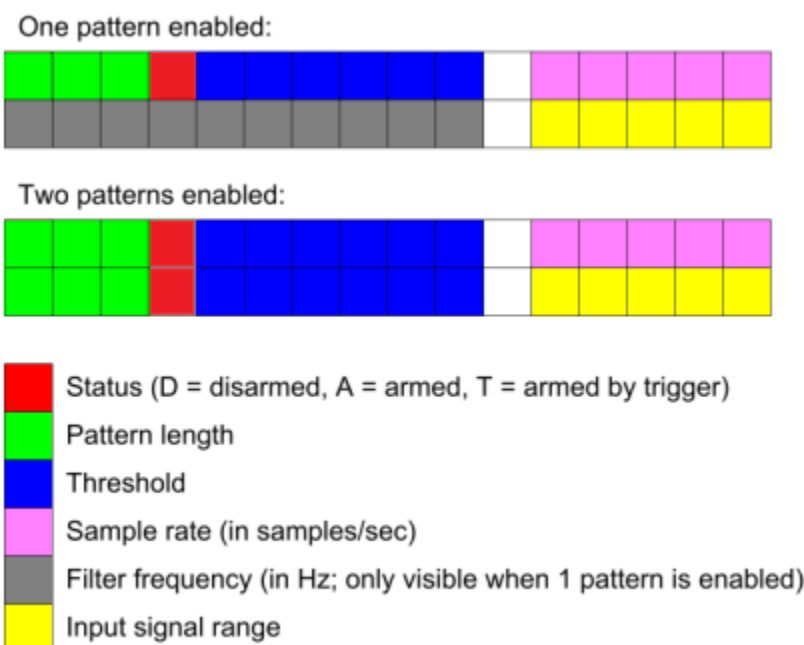 One pattern enabled:
Two patterns enabled:
Status (D = disarmed, A = armed, T = armed by trigger)
Pattern length
Threshold
Sample rate (in samples/sec)
Filter frequency (in Hz; only visible when 1 pattern is enabled)
Input signal range